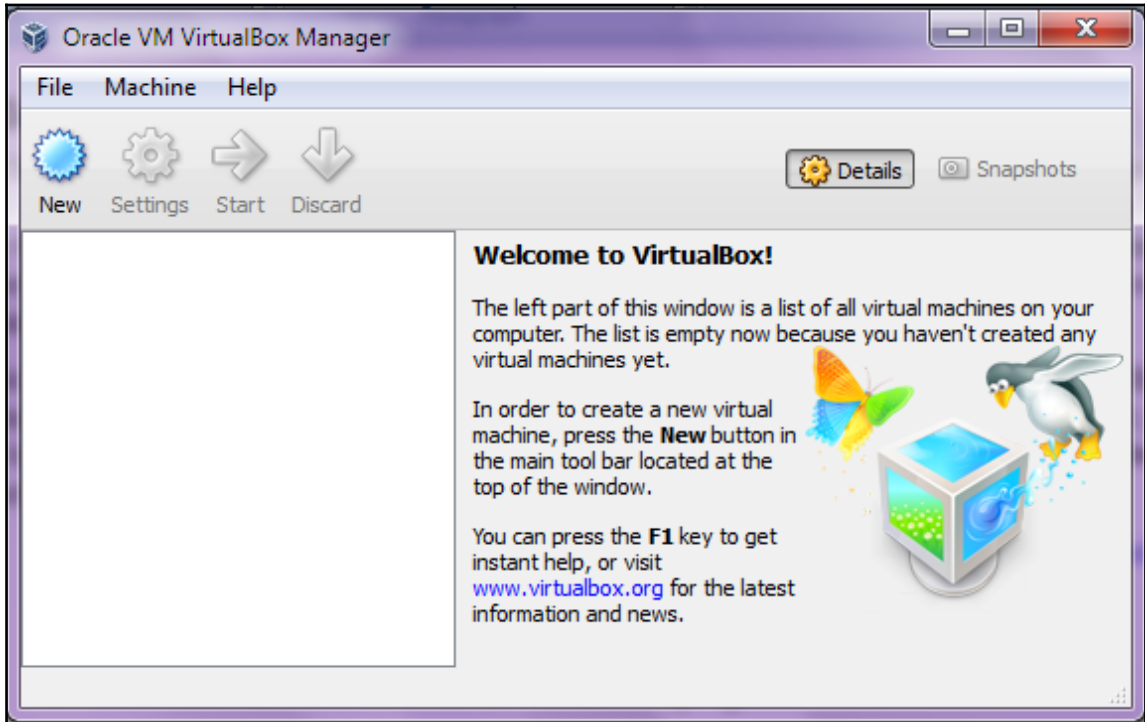 Oracle VM VirtualBox Manager
File Machine Help
New Settings Start Discard
Details Snapshots
Welcome to VirtualBox!
The left part of this window is a list of all virtual machines on your
computer. The list is empty now because you haven't created any
virtual machines yet.
In order to create a new virtual
machine, press the New button in
the main tool bar located at the
top of the window.
You can press the F1 key to get
instant help, or visit
www.virtualbox.org for the latest
information and news.